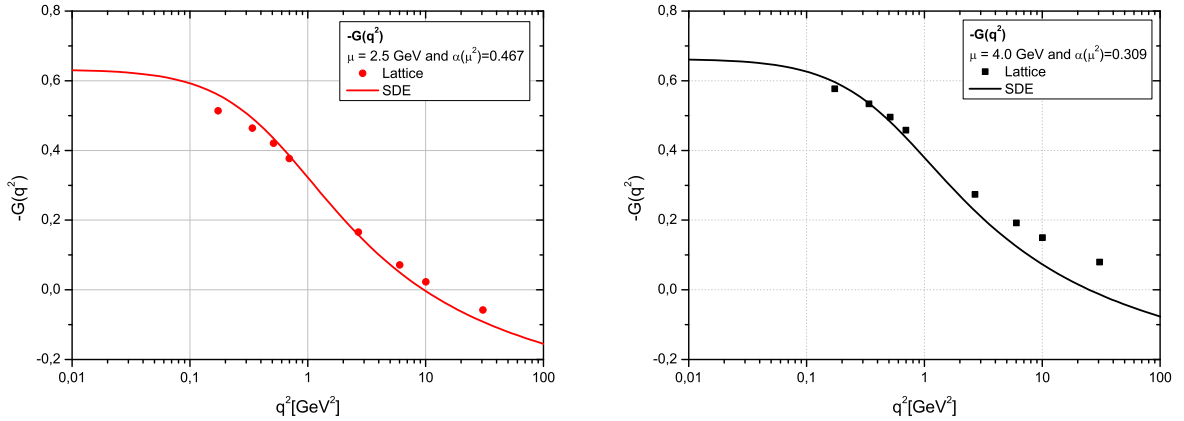 -G(q²)
μ = 2.5 GeV and α(μ²)=0.467
Lattice
SDE
0,8
0,6
0,4
0,2
0,0
-0,2
-G(q²)
0,01
0,1
1
10
100
q²[GeV²]
-G(q²)
μ = 4.0 GeV and α(μ²)=0.309
Lattice
SDE
0,8
0,6
0,4
0,2
0,0
-0,2
-G(q²)
0,01
0,1
1
10
100
q²[GeV²]